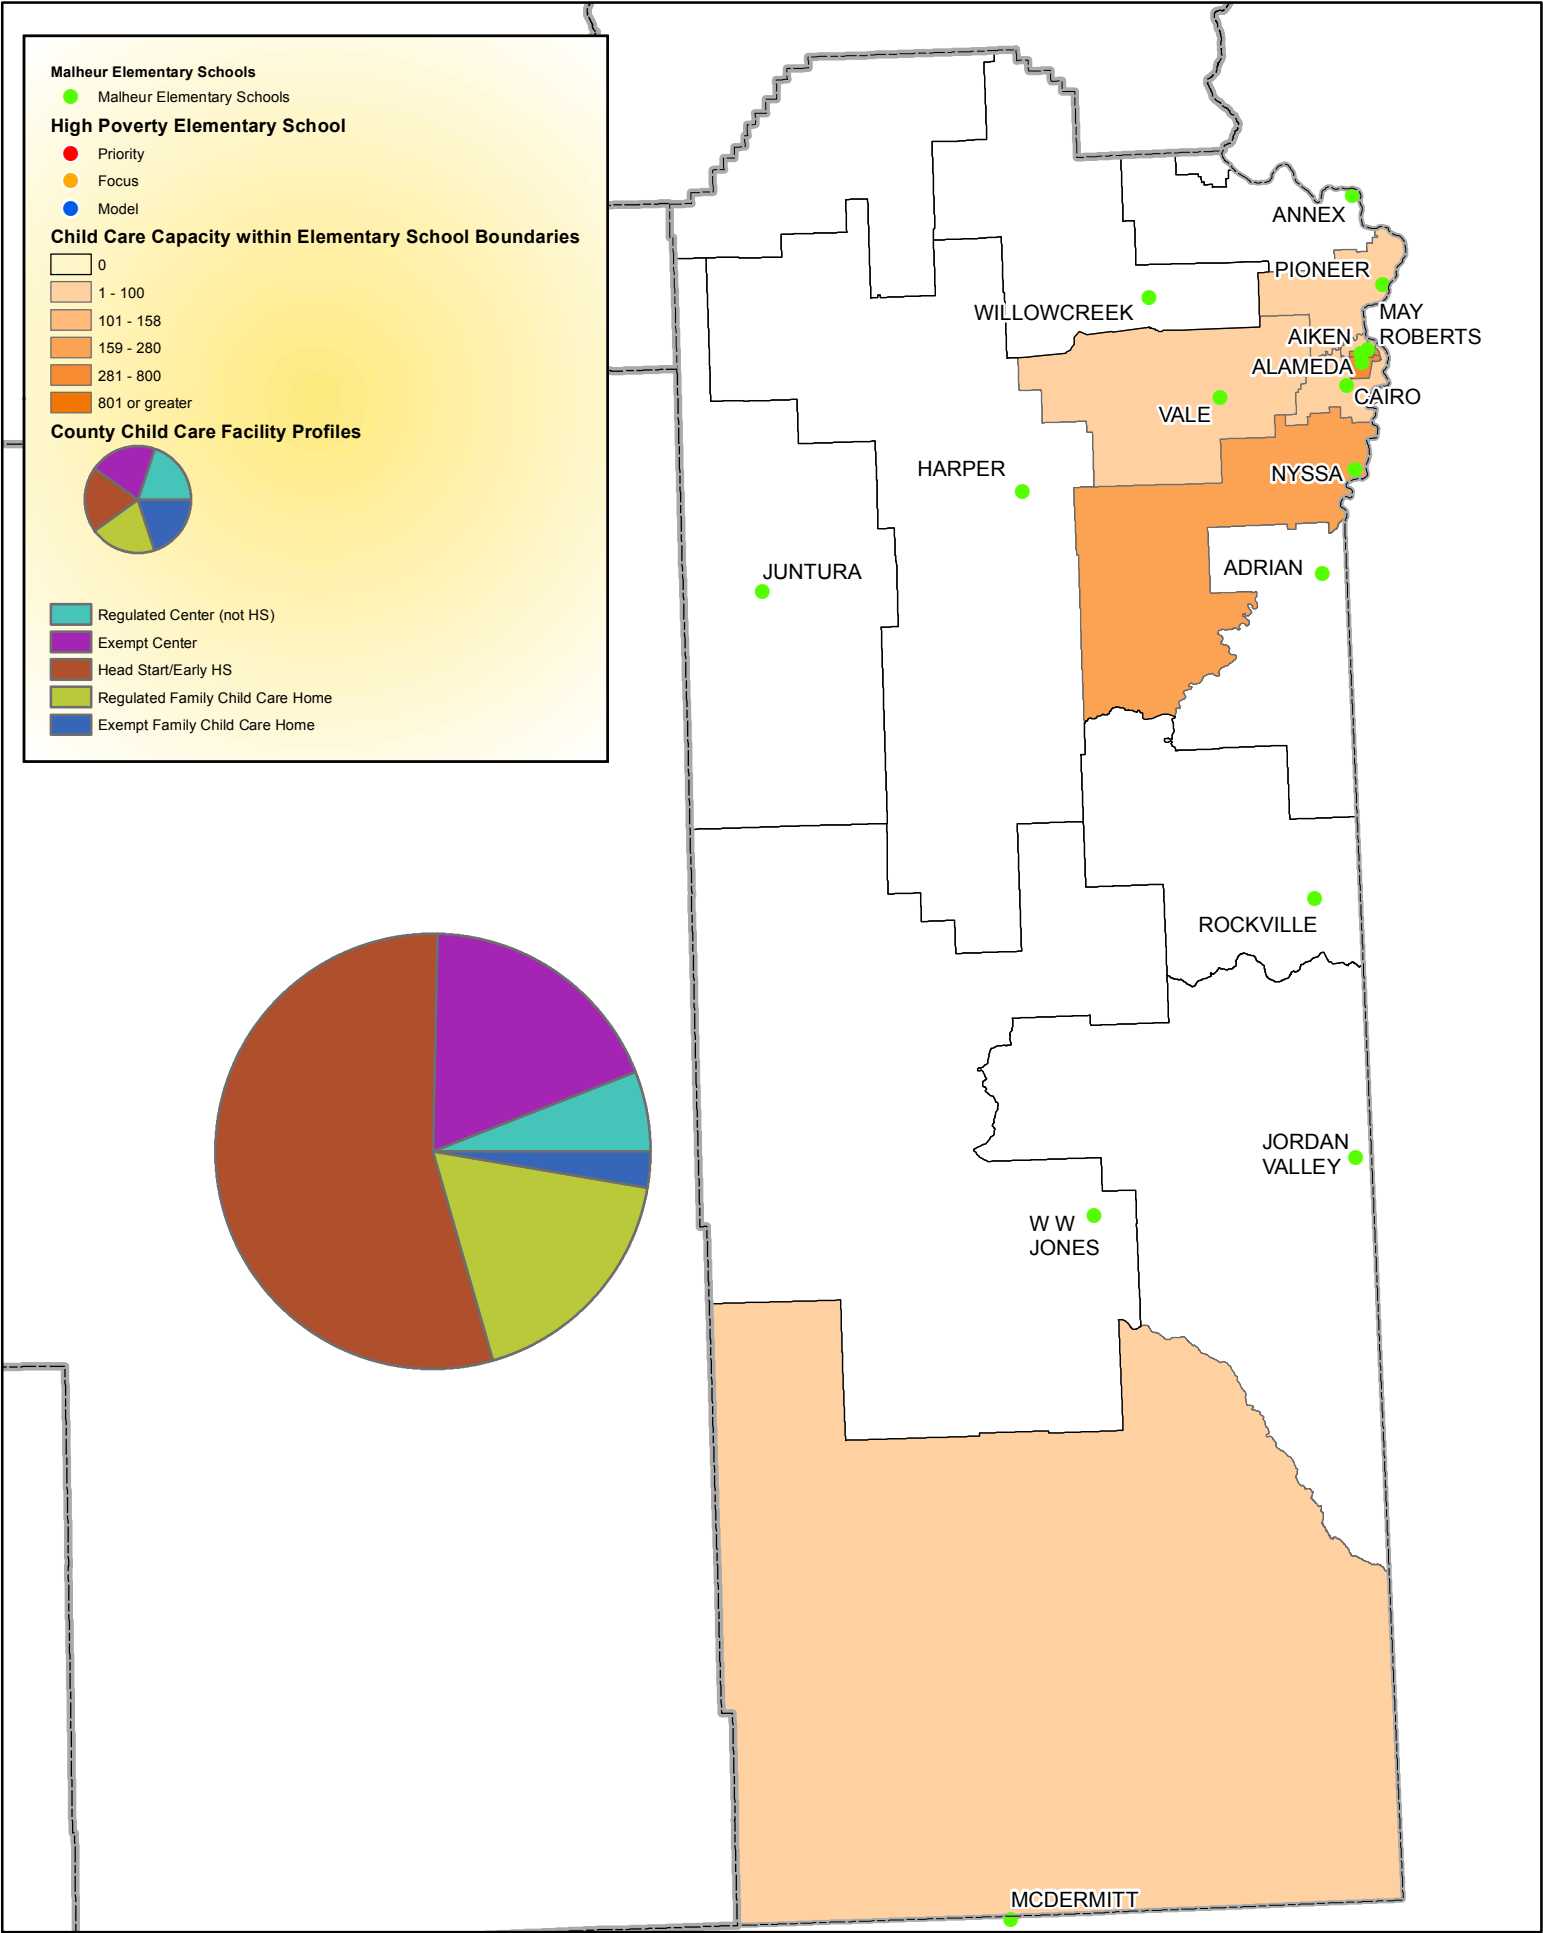 Malheur Elementary Schools
Malheur Elementary Schools
High Poverty Elementary School
Priority
Focus
Model
Child Care Capacity within Elementary School Boundaries
0
1 - 100
101 - 158
159 - 280
281 - 800
801 or greater
County Child Care Facility Profiles
Regulated Center (not HS)
Exempt Center
Head Start/Early HS
Regulated Family Child Care Home
Exempt Family Child Care Home
ANNEX
PIONEER
WILLOWCREEK
MAY
ROBERTS
AIKEN
ALAMEDA
CAIRO
VALE
HARPER
NYSSA
JUNTURA
ADRIAN
ROCKVILLE
JORDAN
VALLEY
W W
JONES
MCDERMITT